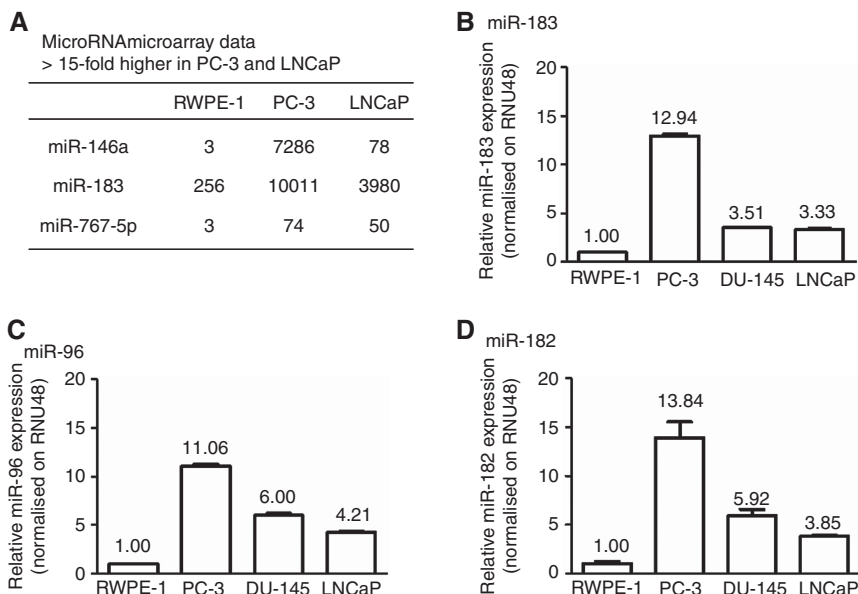 A
MicroRNAmicroarray data
> 15-fold higher in PC-3 and LNCaP
RWPE-1 PC-3 LNCaP
miR-146a 3 7286 78
miR-183 256 10011 3980
miR-767-5p 3 74 50
B miR-183
Relative miR-183 expression
(normalised on RNU48)
20
15
10
5
0
1.00 12.94 3.51 3.33
RWPE-1 PC-3 DU-145 LNCaP
C
miR-96
Relative miR-96 expression
(normalised on RNU48)
20
15
10
5
0
1.00 11.06 6.00 4.21
RWPE-1 PC-3 DU-145 LNCaP
D miR-182
Relative miR-182 expression
(normalised on RNU48)
20
15
10
5
0
1.00 13.84 5.92 3.85
RWPE-1 PC-3 DU-145 LNCaP